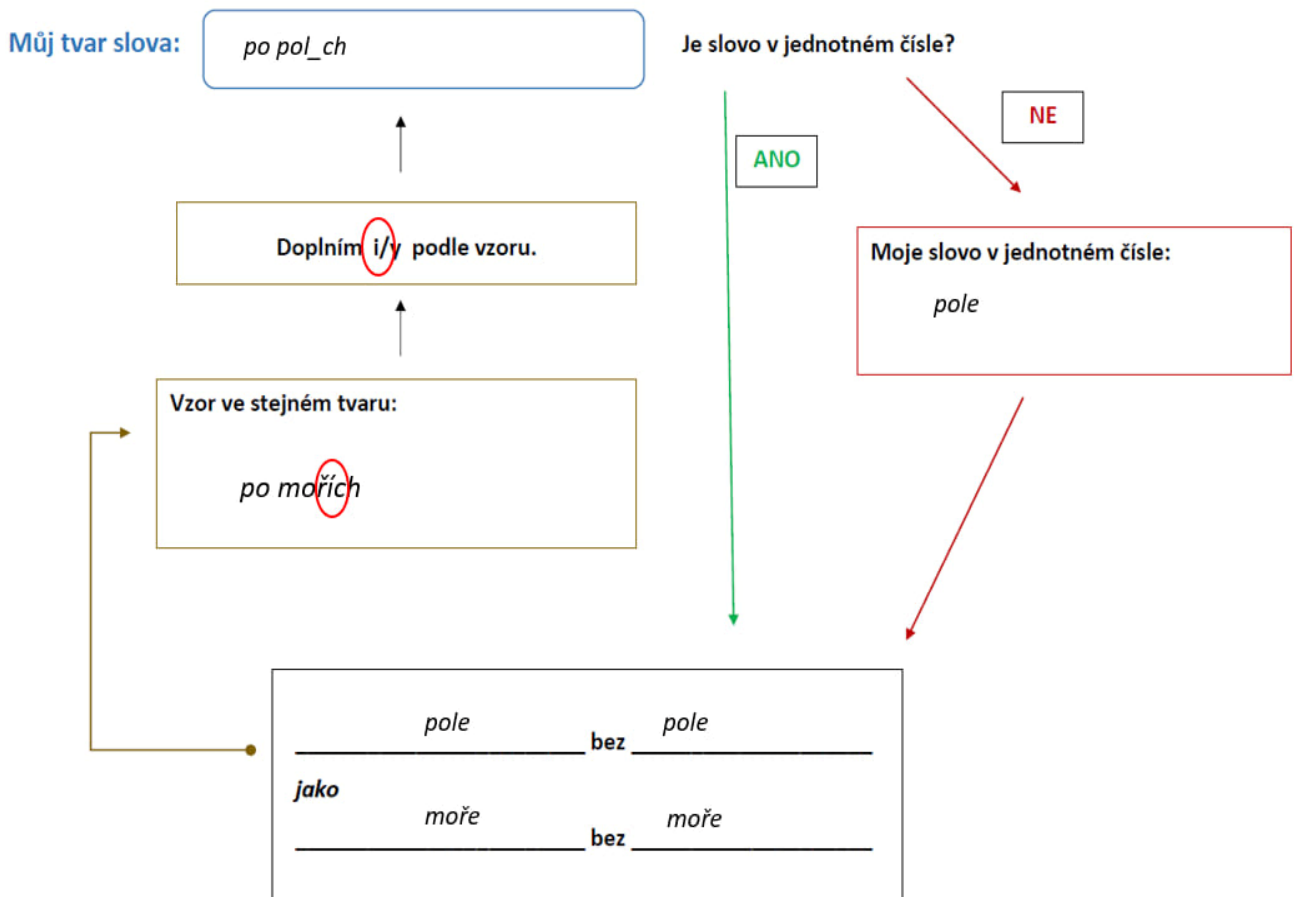 Můj tvar slova:
po pol_ch
Je slovo v jednotném čísle?
NE
ANO
Doplním i/y podle vzoru.
Moje slovo v jednotném čísle:
pole
Vzor ve stejném tvaru:
po mořích
pole bez pole
jako
moře bez moře